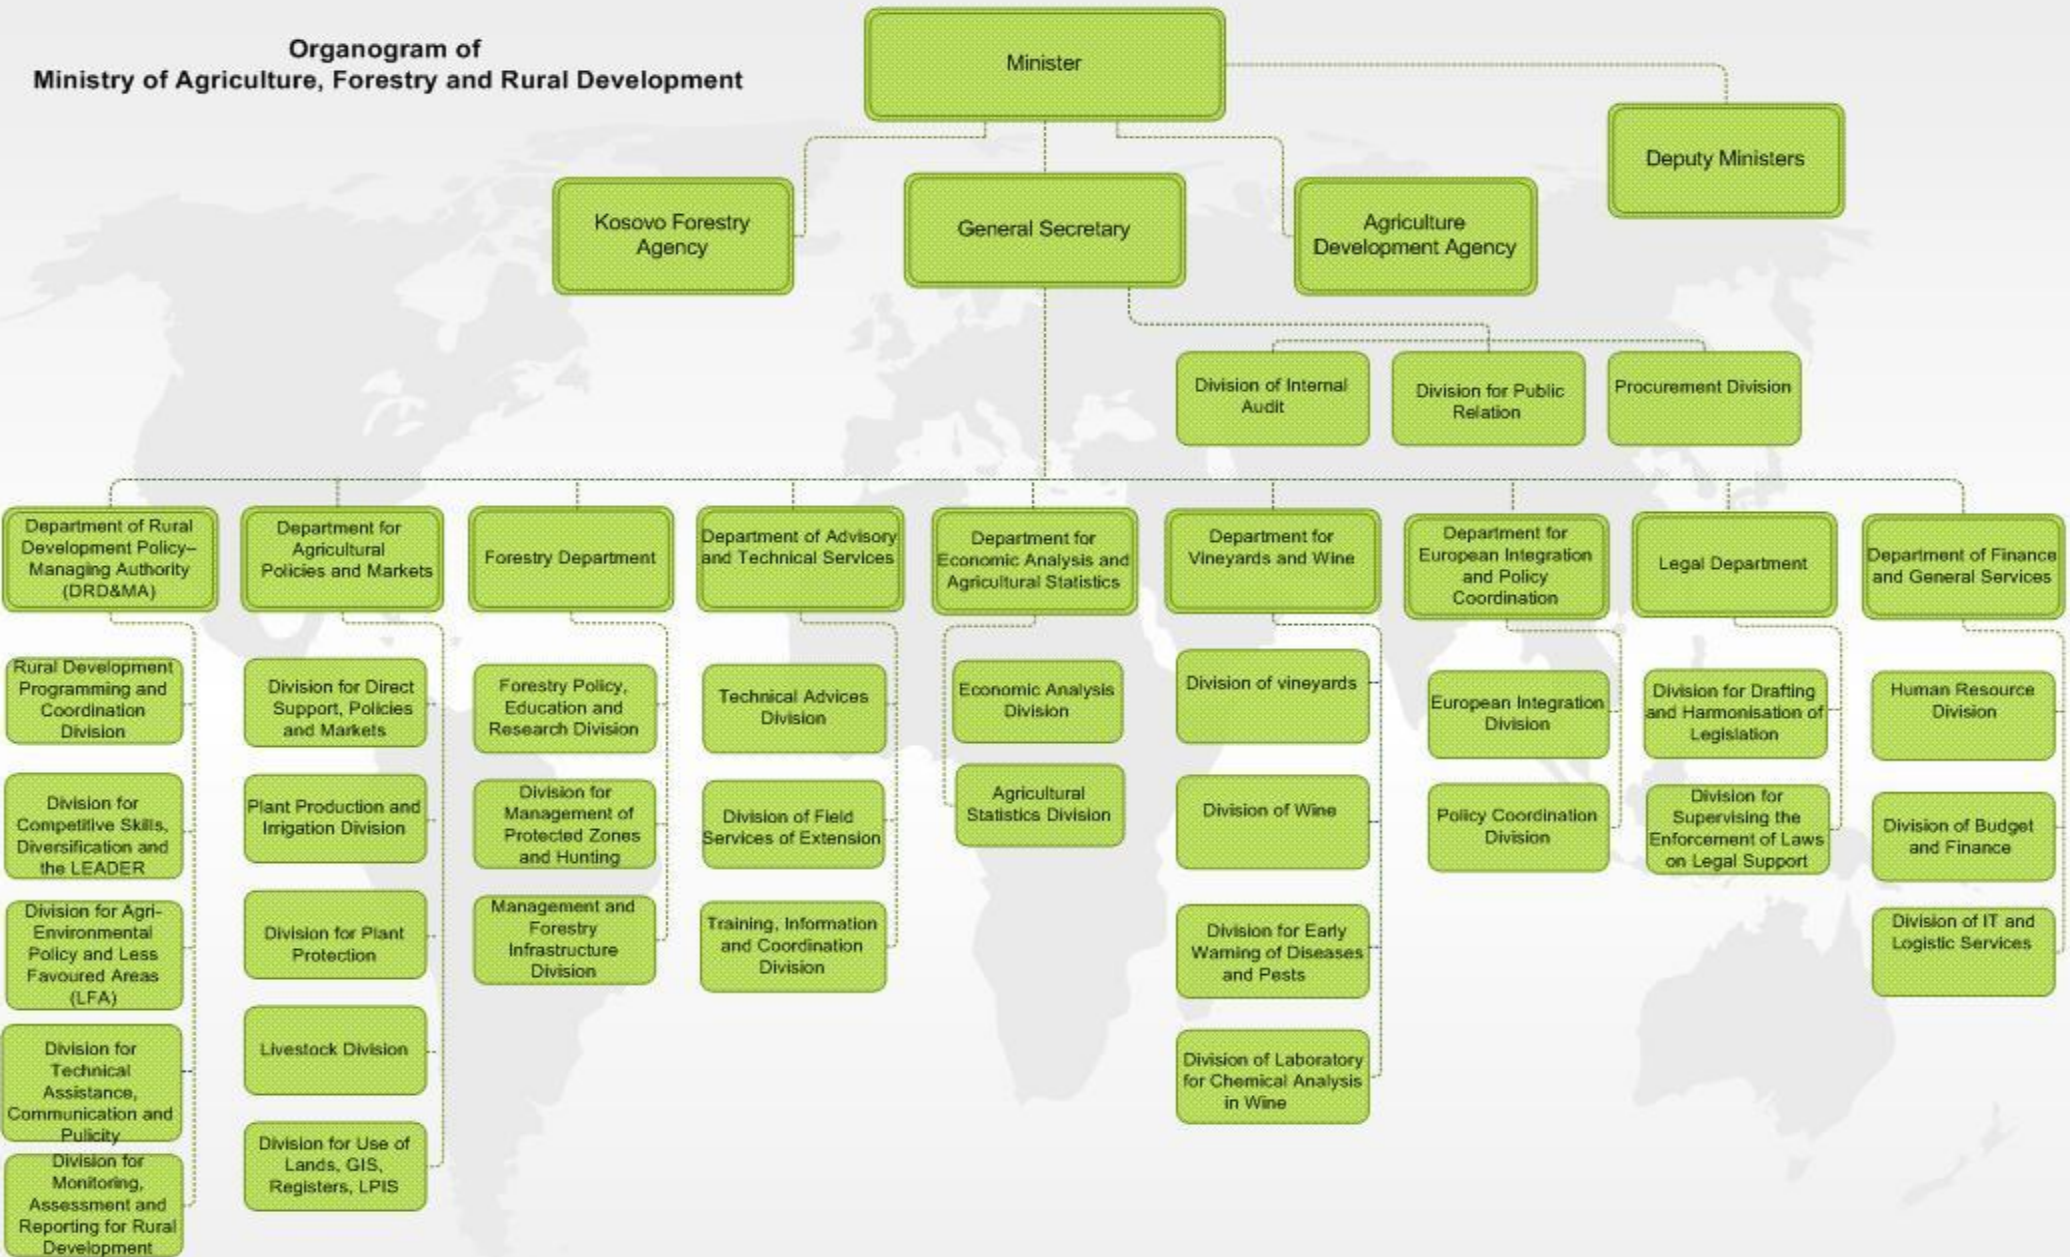 Organogram of
Ministry of Agriculture, Forestry and Rural Development
Minister
Deputy Ministers
Kosovo Forestry
Agency
General Secretary
Agriculture
Development Agency
Division of Internal
Audit
Division for Public
Relation
Procurement Division
Department of Rural
Development Policy–
Managing Authority
(DRD&MA)
Department for
Agricultural
Policies and Markets
Forestry Department
Department of Advisory
and Technical Services
Department for
Economic Analysis and
Agricultural Statistics
Department for
Vineyards and Wine
Department for
European Integration
and Policy
Coordination
Legal Department
Department of Finance
and General Services
Rural Development
Programming and
Coordination
Division
Division for
Competitive Skills,
Diversification and
the LEADER
Division for Agri-
Environmental
Policy and Less
Favoured Areas
(LFA)
Division for
Technical
Assistance,
Communication and
Pulicity
Division for
Monitoring,
Assessment and
Reporting for Rural
Development
Division for Direct
Support, Policies
and Markets
Plant Production and
Irrigation Division
Division for Plant
Protection
Livestock Division
Division for Use of
Lands, GIS,
Registers, LPIS
Forestry Policy,
Education and
Research Division
Division for
Management of
Protected Zones
and Hunting
Management and
Forestry
Infrastructure
Division
Technical Advices
Division
Division of Field
Services of Extension
Training, Information
and Coordination
Division
Economic Analysis
Division
Agricultural
Statistics Division
Division of vineyards
Division of Wine
Division for Early
Warning of Diseases
and Pests
Division of Laboratory
for Chemical Analysis
in Wine
European Integration
Division
Policy Coordination
Division
Division for Drafting
and Harmonisation of
Legislation
Division for
Supervising the
Enforcement of Laws
on Legal Support
Human Resource
Division
Division of Budget
and Finance
Division of IT and
Logistic Services